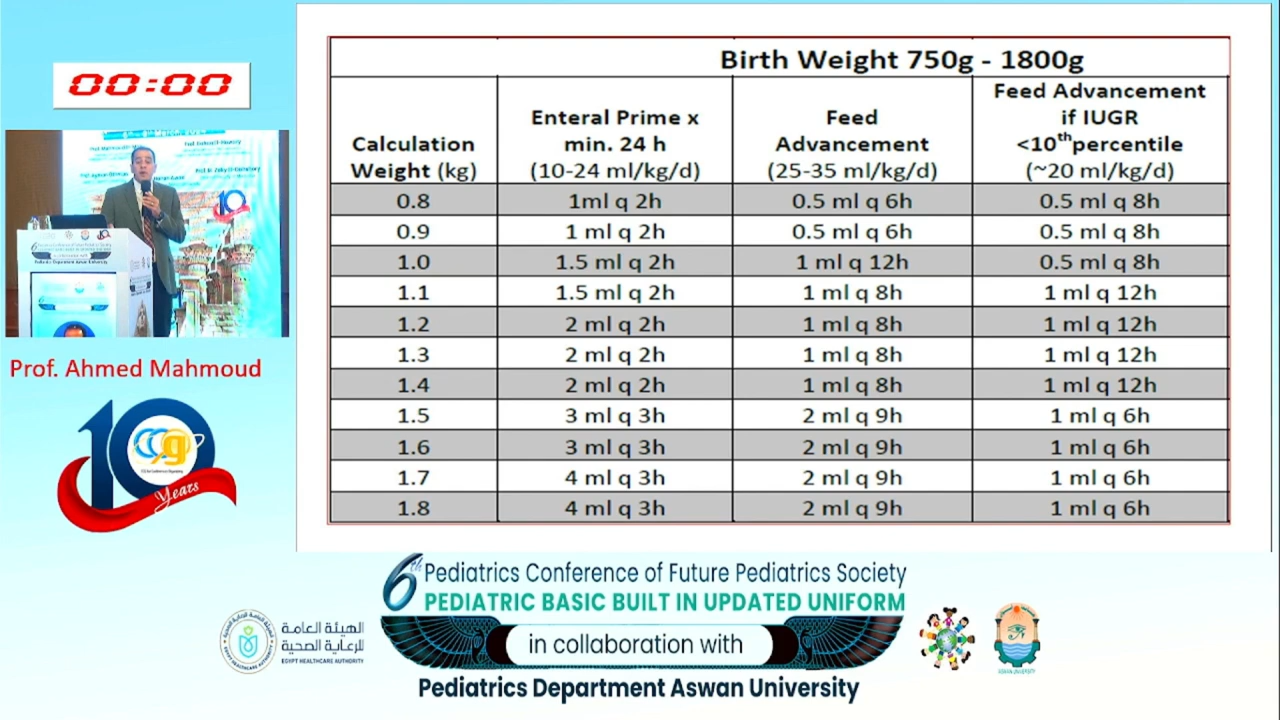 00:00
Prof. Ahmed Mahmoud
10
Years
Birth Weight 750g - 1800g
Calculation Weight (kg) | Enteral Prime x min. 24 h (10-24 ml/kg/d) | Feed Advancement (25-35 ml/kg/d) | Feed Advancement if IUGR <10th percentile (~20 ml/kg/d)
0.8 | 1ml q 2h | 0.5 ml q 6h | 0.5 ml q 8h
0.9 | 1 ml q 2h | 0.5 ml q 6h | 0.5 ml q 8h
1.0 | 1.5 ml q 2h | 1 ml q 12h | 0.5 ml q 8h
1.1 | 1.5 ml q 2h | 1 ml q 8h | 1 ml q 12h
1.2 | 2 ml q 2h | 1 ml q 8h | 1 ml q 12h
1.3 | 2 ml q 2h | 1 ml q 8h | 1 ml q 12h
1.4 | 2 ml q 2h | 1 ml q 8h | 1 ml q 12h
1.5 | 3 ml q 3h | 2 ml q 9h | 1 ml q 6h
1.6 | 3 ml q 3h | 2 ml q 9h | 1 ml q 6h
1.7 | 4 ml q 3h | 2 ml q 9h | 1 ml q 6h
1.8 | 4 ml q 3h | 2 ml q 9h | 1 ml q 6h
6th Pediatrics Conference of Future Pediatrics Society
PEDIATRIC BASIC BUILT IN UPDATED UNIFORM
in collaboration with
Pediatrics Department Aswan University
الهيئة العامة
للرعاية الصحية
EGYPT HEALTHCARE AUTHORITY
ASWAN UNIVERSITY